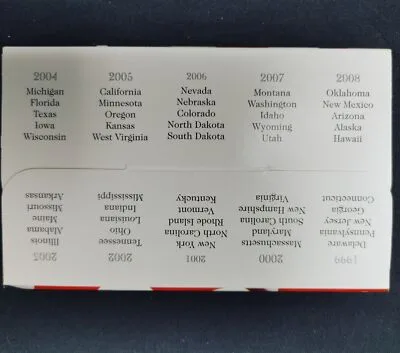 2004
Michigan
Florida
Texas
Iowa
Wisconsin
2005
California
Minnesota
Oregon
Kansas
West Virginia
2006
Nevada
Nebraska
Colorado
North Dakota
South Dakota
2007
Montana
Washington
Idaho
Wyoming
Utah
2008
Oklahoma
New Mexico
Arizona
Alaska
Hawaii
1999
Delaware
Pennsylvania
New Jersey
Georgia
Connecticut
2000
Massachusetts
Maryland
South Carolina
New Hampshire
Virginia
2001
New York
North Carolina
Rhode Island
Vermont
Kentucky
2002
Tennessee
Ohio
Louisiana
Indiana
Mississippi
2003
Illinois
Alabama
Maine
Missouri
Arkansas